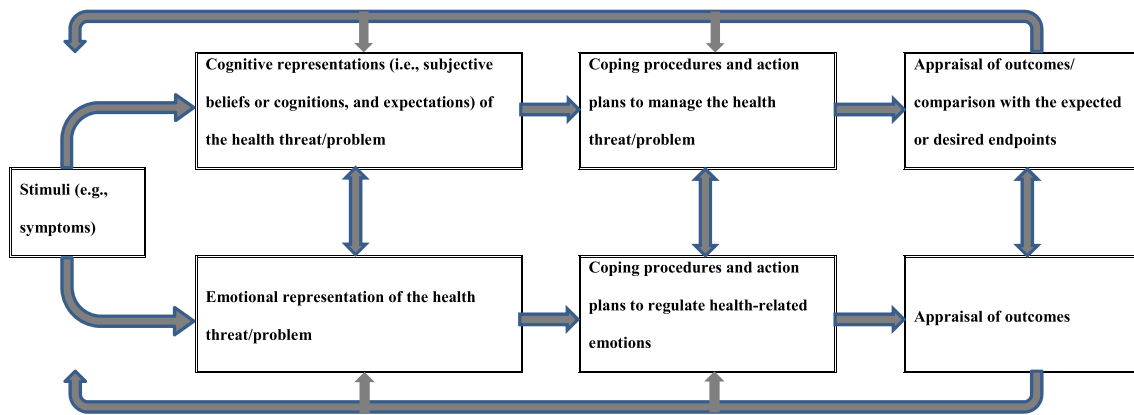 Cognitive representations (i.e., subjective
beliefs or cognitions, and expectations) of
the health threat/problem
Coping procedures and action
plans to manage the health
threat/problem
Appraisal of outcomes/
comparison with the expected
or desired endpoints
Stimuli (e.g.,
symptoms)
Emotional representation of the health
threat/problem
Coping procedures and action
plans to regulate health-related
emotions
Appraisal of outcomes